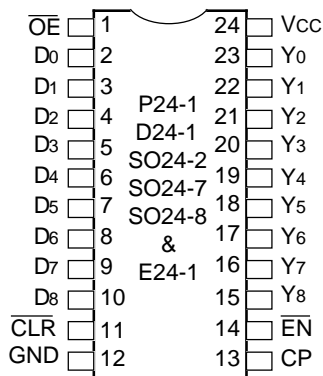 O̅E̅ 1 24 VCC
D0 2 23 Y0
D1 3 22 Y1
D2 4 21 Y2
D3 5 20 Y3
D4 6 19 Y4
D5 7 18 Y5
D6 8 17 Y6
D7 9 16 Y7
D8 10 15 Y8
C̅L̅R̅ 11 14 E̅N̅
GND 12 13 CP
P24-1
D24-1
SO24-2
SO24-7
SO24-8
&
E24-1